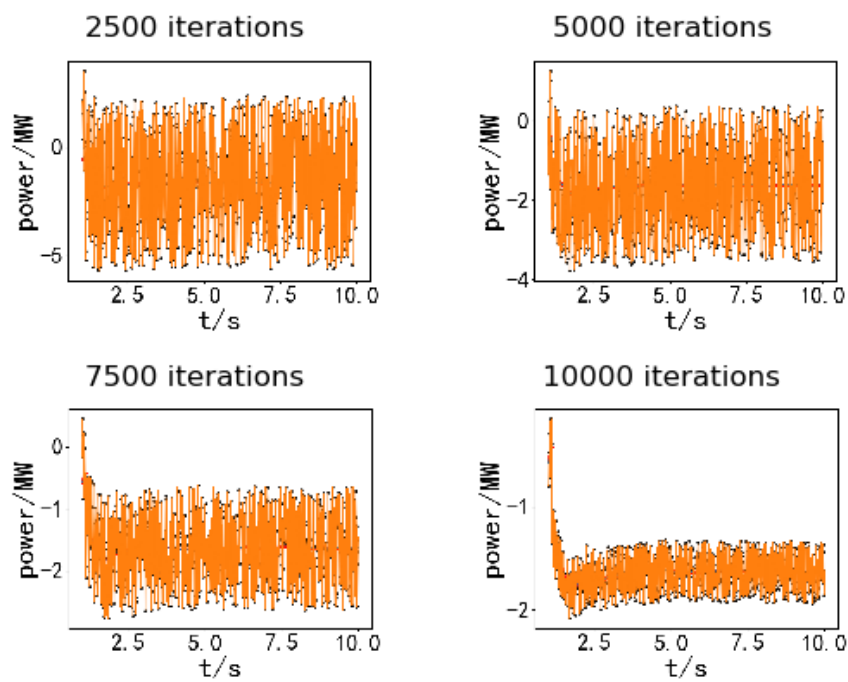 2500 iterations
5000 iterations
power/MW
0
−5
2.5 5.0 7.5 10.0
t/s
power/MW
0
−2
−4
2.5 5.0 7.5 10.0
t/s
7500 iterations
10000 iterations
power/MW
0
−1
−2
2.5 5.0 7.5 10.0
t/s
power/MW
−1
−2
2.5 5.0 7.5 10.0
t/s